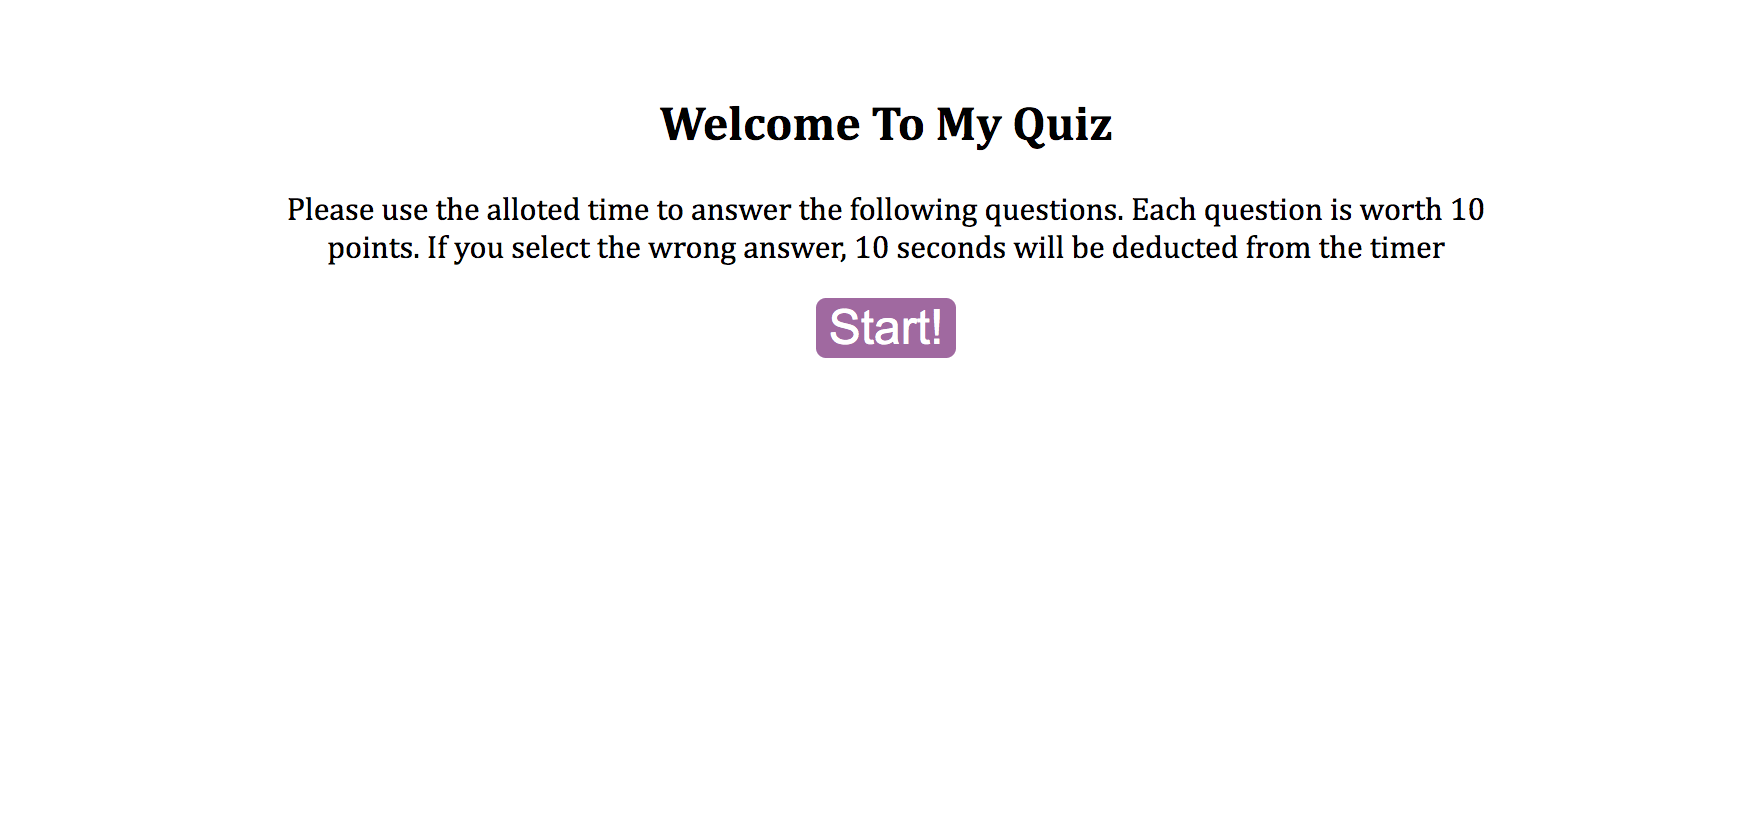 Welcome To My Quiz
Please use the alloted time to answer the following questions. Each question is worth 10
points. If you select the wrong answer, 10 seconds will be deducted from the timer
Start!